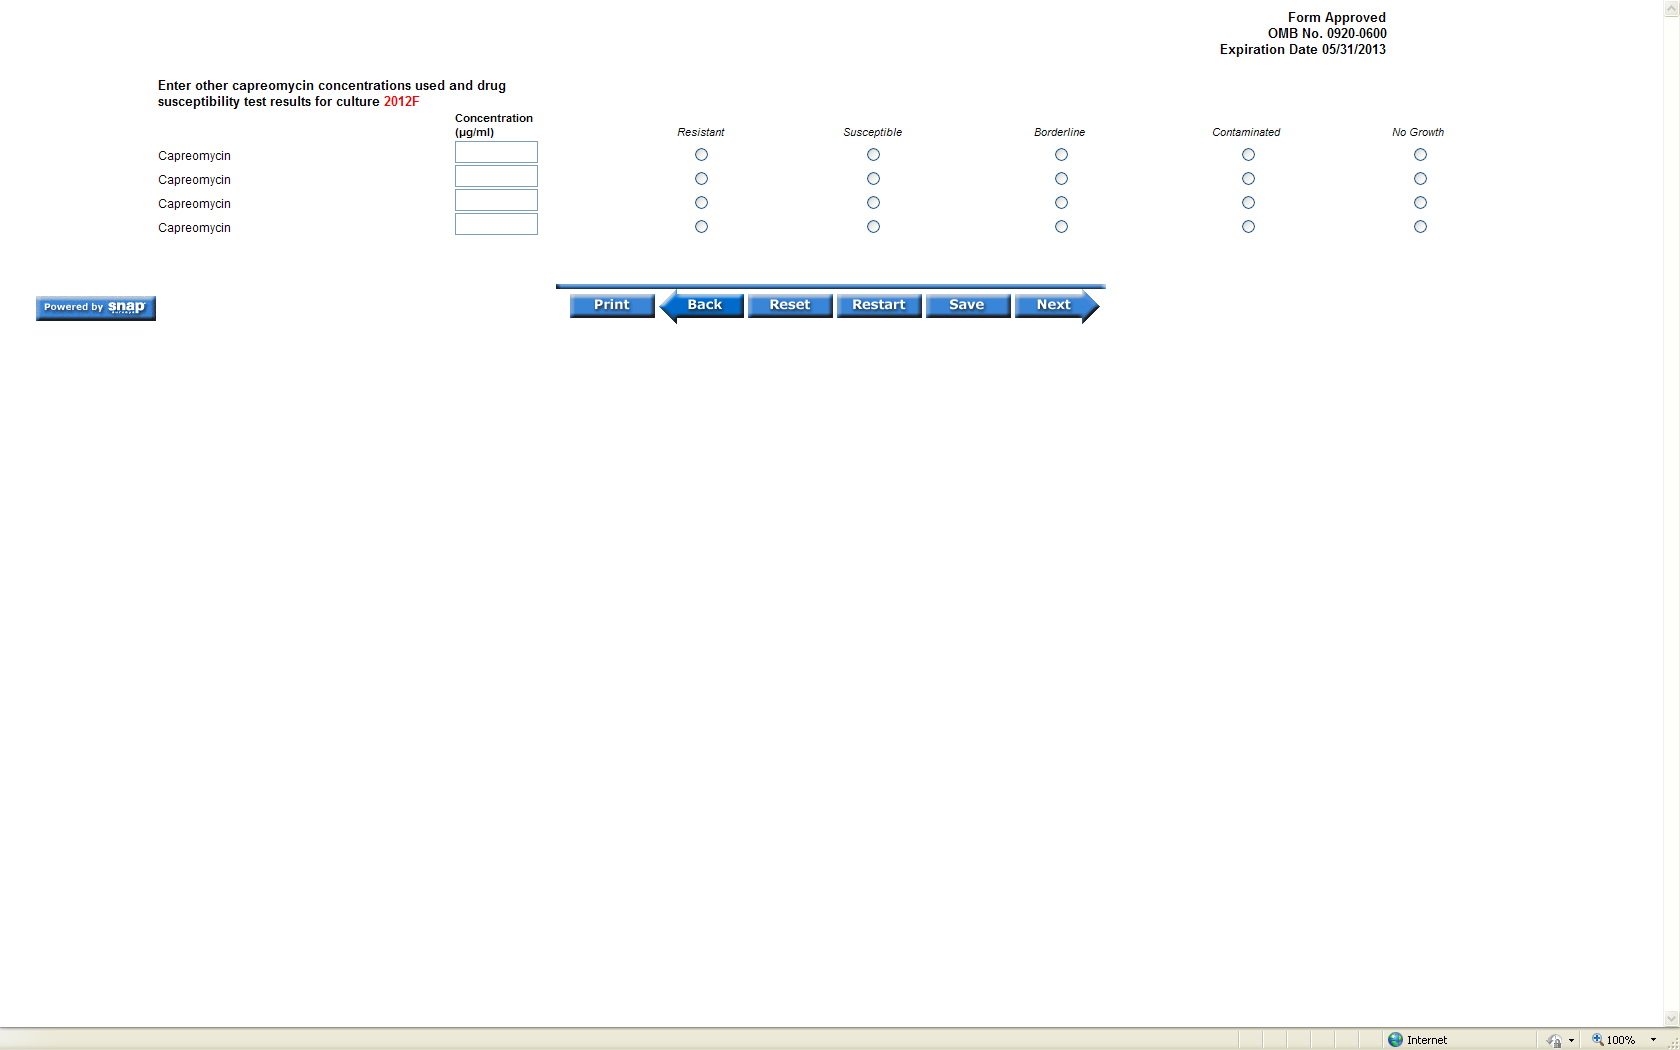 Form Approved
OMB No. 0920-0600
Expiration Date 05/31/2013
Enter other capreomycin concentrations used and drug
susceptibility test results for culture 2012F
Concentration
(µg/ml)
Resistant Susceptible Borderline Contaminated No Growth
Capreomycin
Capreomycin
Capreomycin
Capreomycin
Powered by snap
surveys
Print Back Reset Restart Save Next
Internet 100%